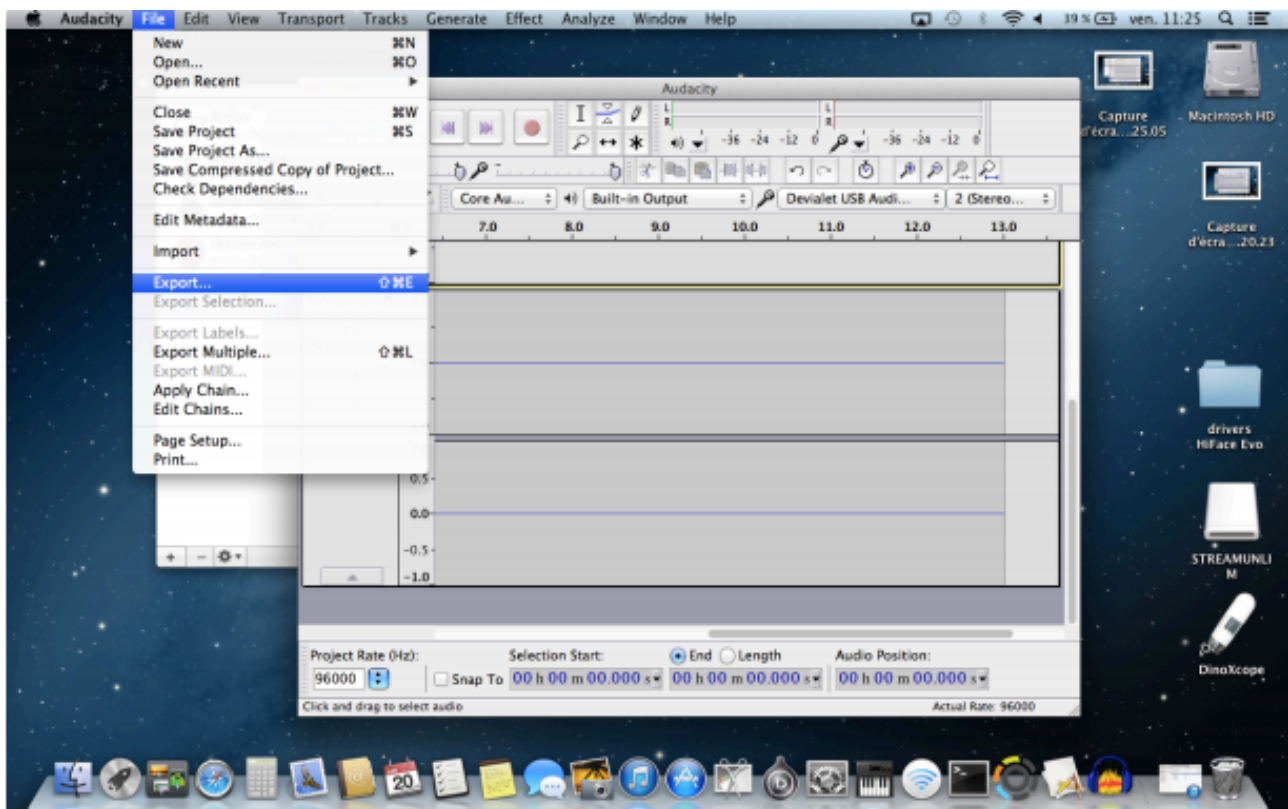 Audacity File Edit View Transport Tracks Generate Effect Analyze Window Help 39 % ven. 11:25
New ⌘N
Open... ⌘O
Open Recent ▶
Close ⌘W
Save Project ⌘S
Save Project As...
Save Compressed Copy of Project...
Check Dependencies...
Edit Metadata...
Import ▶
Export... ⇧⌘E
Export Selection...
Export Labels...
Export Multiple... ⇧⌘L
Export MIDI...
Apply Chain...
Edit Chains...
Page Setup...
Print...
Audacity
L
R
L
R
-36 -24 -12 0
-36 -24 -12 0
Core Au... Built-in Output Devialet USB Audi... 2 (Stereo...
7.0 8.0 9.0 10.0 11.0 12.0 13.0
0.5
0.0
-0.5
-1.0
Project Rate (Hz): Selection Start: End Length Audio Position:
96000 Snap To 00 h 00 m 00.000 s 00 h 00 m 00.000 s 00 h 00 m 00.000 s
Click and drag to select audio Actual Rate: 96000
Capture
d'écra...25.05
Macintosh HD
Capture
d'écra...20.23
drivers
HiFace Evo
STREAMUNLI
M
DinoXcope
20